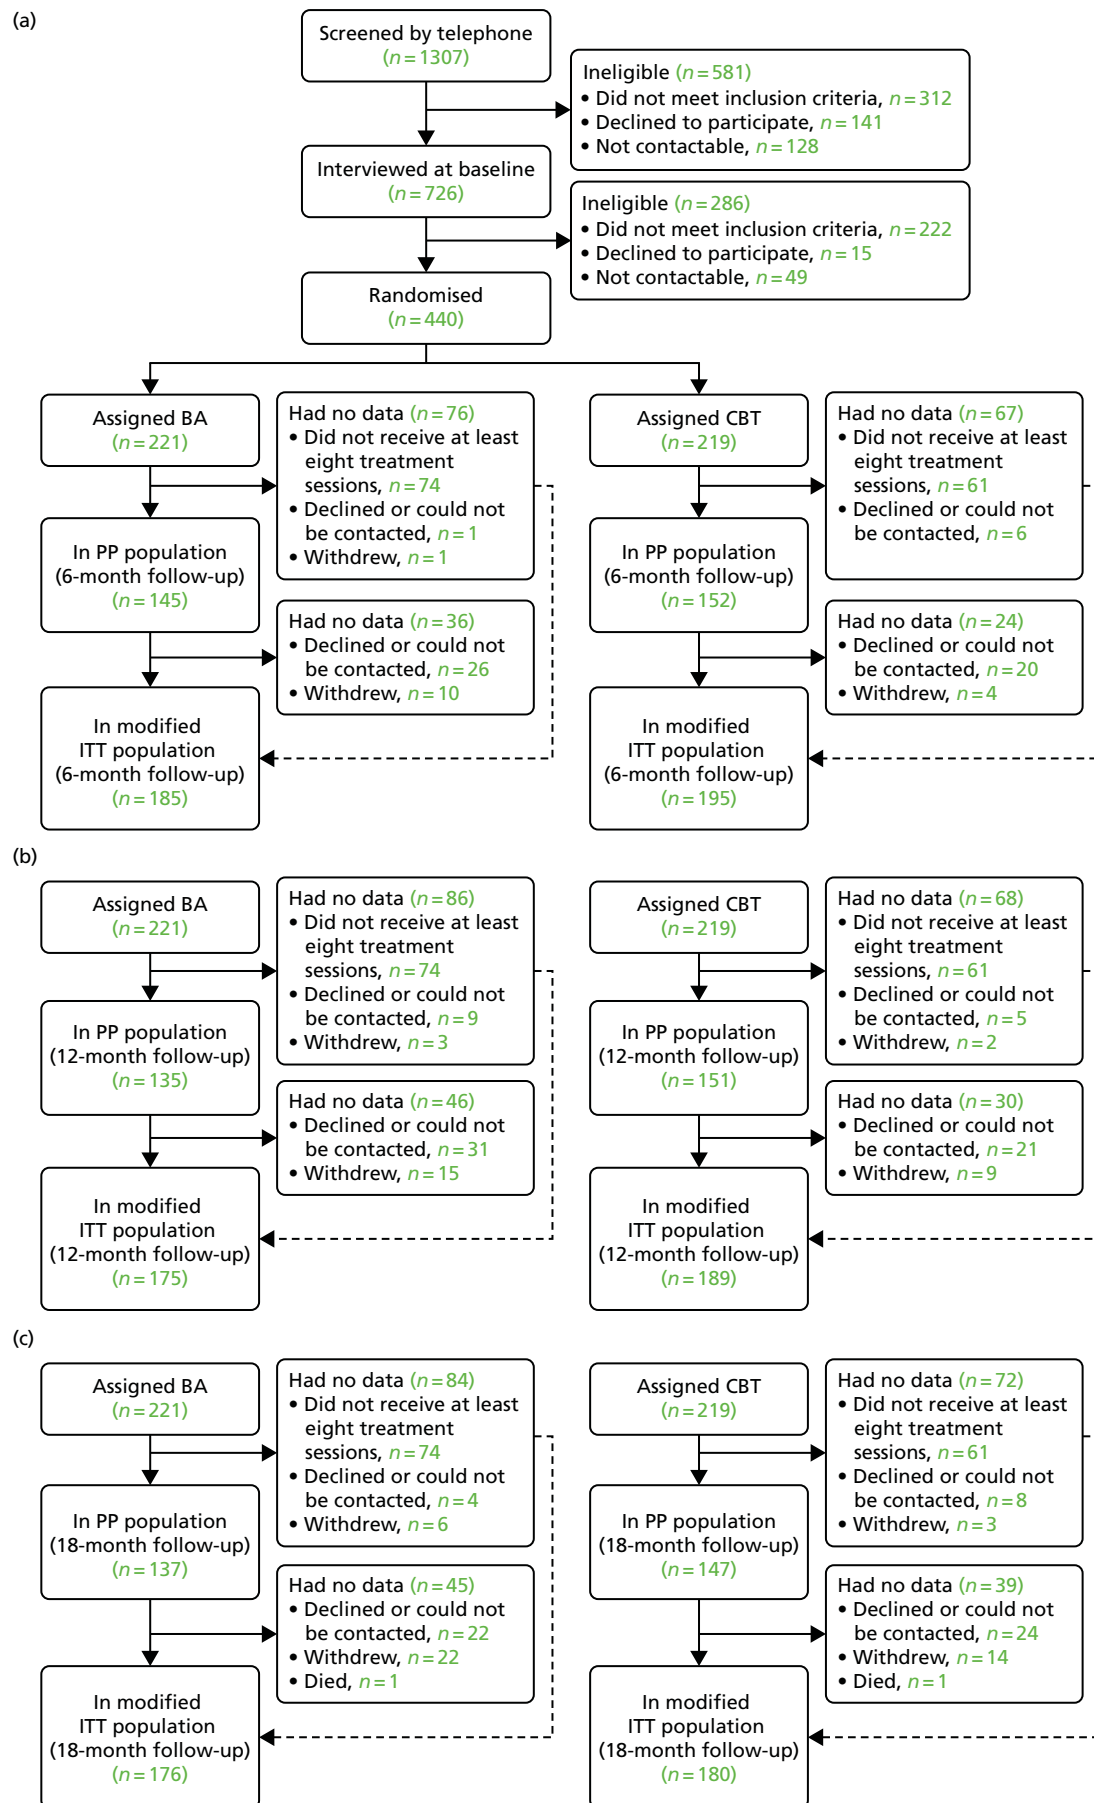 (a)
Screened by telephone
(n = 1307)
Ineligible (n = 581)
• Did not meet inclusion criteria, n = 312
• Declined to participate, n = 141
• Not contactable, n = 128
Interviewed at baseline
(n = 726)
Ineligible (n = 286)
• Did not meet inclusion criteria, n = 222
• Declined to participate, n = 15
• Not contactable, n = 49
Randomised
(n = 440)
Assigned BA
(n = 221)
Had no data (n = 76)
• Did not receive at least
eight treatment
sessions, n = 74
• Declined or could not
be contacted, n = 1
• Withdrew, n = 1
In PP population
(6-month follow-up)
(n = 145)
Had no data (n = 36)
• Declined or could not
be contacted, n = 26
• Withdrew, n = 10
In modified
ITT population
(6-month follow-up)
(n = 185)
Assigned CBT
(n = 219)
Had no data (n = 67)
• Did not receive at least
eight treatment
sessions, n = 61
• Declined or could not
be contacted, n = 6
In PP population
(6-month follow-up)
(n = 152)
Had no data (n = 24)
• Declined or could not
be contacted, n = 20
• Withdrew, n = 4
In modified
ITT population
(6-month follow-up)
(n = 195)
(b)
Assigned BA
(n = 221)
Had no data (n = 86)
• Did not receive at least
eight treatment
sessions, n = 74
• Declined or could not
be contacted, n = 9
• Withdrew, n = 3
In PP population
(12-month follow-up)
(n = 135)
Had no data (n = 46)
• Declined or could not
be contacted, n = 31
• Withdrew, n = 15
In modified
ITT population
(12-month follow-up)
(n = 175)
Assigned CBT
(n = 219)
Had no data (n = 68)
• Did not receive at least
eight treatment
sessions, n = 61
• Declined or could not
be contacted, n = 5
• Withdrew, n = 2
In PP population
(12-month follow-up)
(n = 151)
Had no data (n = 30)
• Declined or could not
be contacted, n = 21
• Withdrew, n = 9
In modified
ITT population
(12-month follow-up)
(n = 189)
(c)
Assigned BA
(n = 221)
Had no data (n = 84)
• Did not receive at least
eight treatment
sessions, n = 74
• Declined or could not
be contacted, n = 4
• Withdrew, n = 6
In PP population
(18-month follow-up)
(n = 137)
Had no data (n = 45)
• Declined or could not
be contacted, n = 22
• Withdrew, n = 22
• Died, n = 1
In modified
ITT population
(18-month follow-up)
(n = 176)
Assigned CBT
(n = 219)
Had no data (n = 72)
• Did not receive at least
eight treatment
sessions, n = 61
• Declined or could not
be contacted, n = 8
• Withdrew, n = 3
In PP population
(18-month follow-up)
(n = 147)
Had no data (n = 39)
• Declined or could not
be contacted, n = 24
• Withdrew, n = 14
• Died, n = 1
In modified
ITT population
(18-month follow-up)
(n = 180)